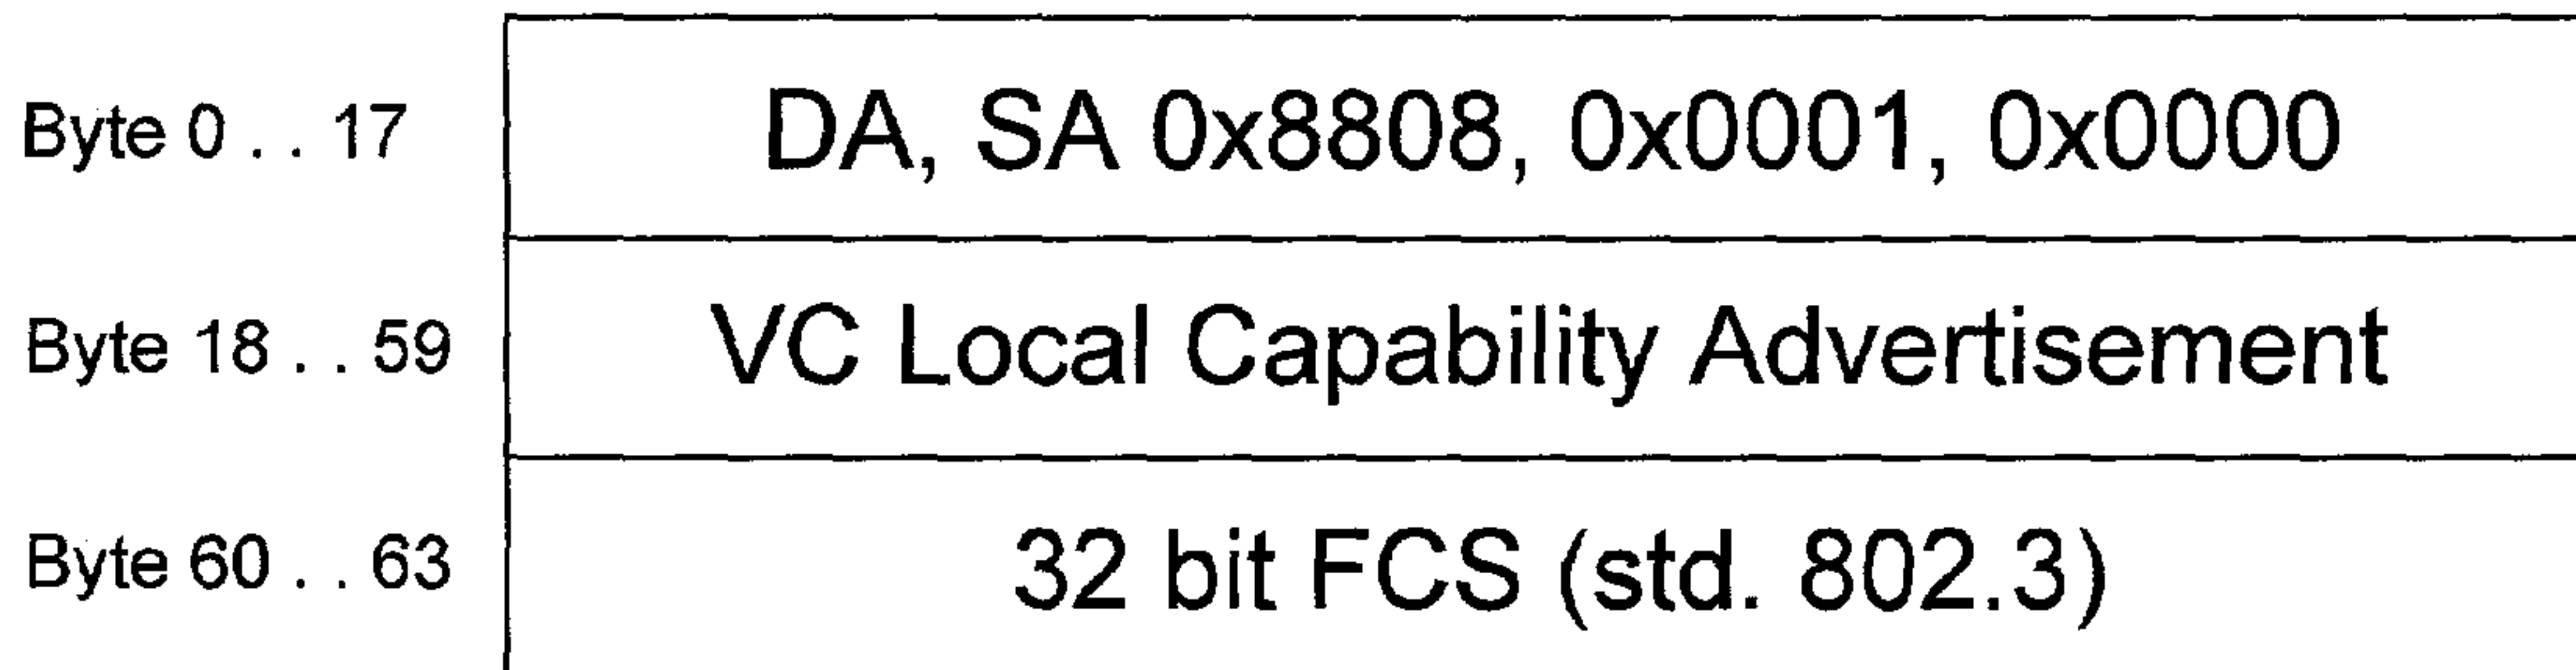 Byte 0 . . 17 DA, SA 0x8808, 0x0001, 0x0000
Byte 18 . . 59 VC Local Capability Advertisement
Byte 60 . . 63 32 bit FCS (std. 802.3)